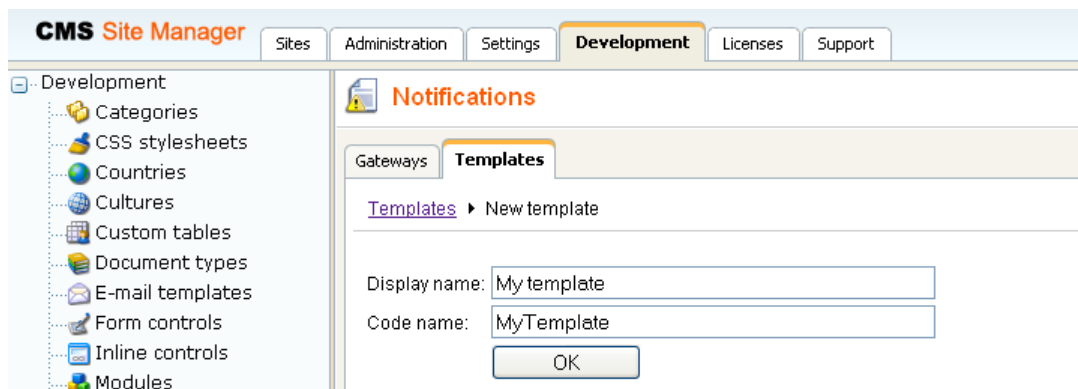 CMS Site Manager
Sites Administration Settings Development Licenses Support
Development
Categories
CSS stylesheets
Countries
Cultures
Custom tables
Document types
E-mail templates
Form controls
Inline controls
Modules
Notifications
Gateways Templates
Templates New template
Display name: My template
Code name: MyTemplate
OK